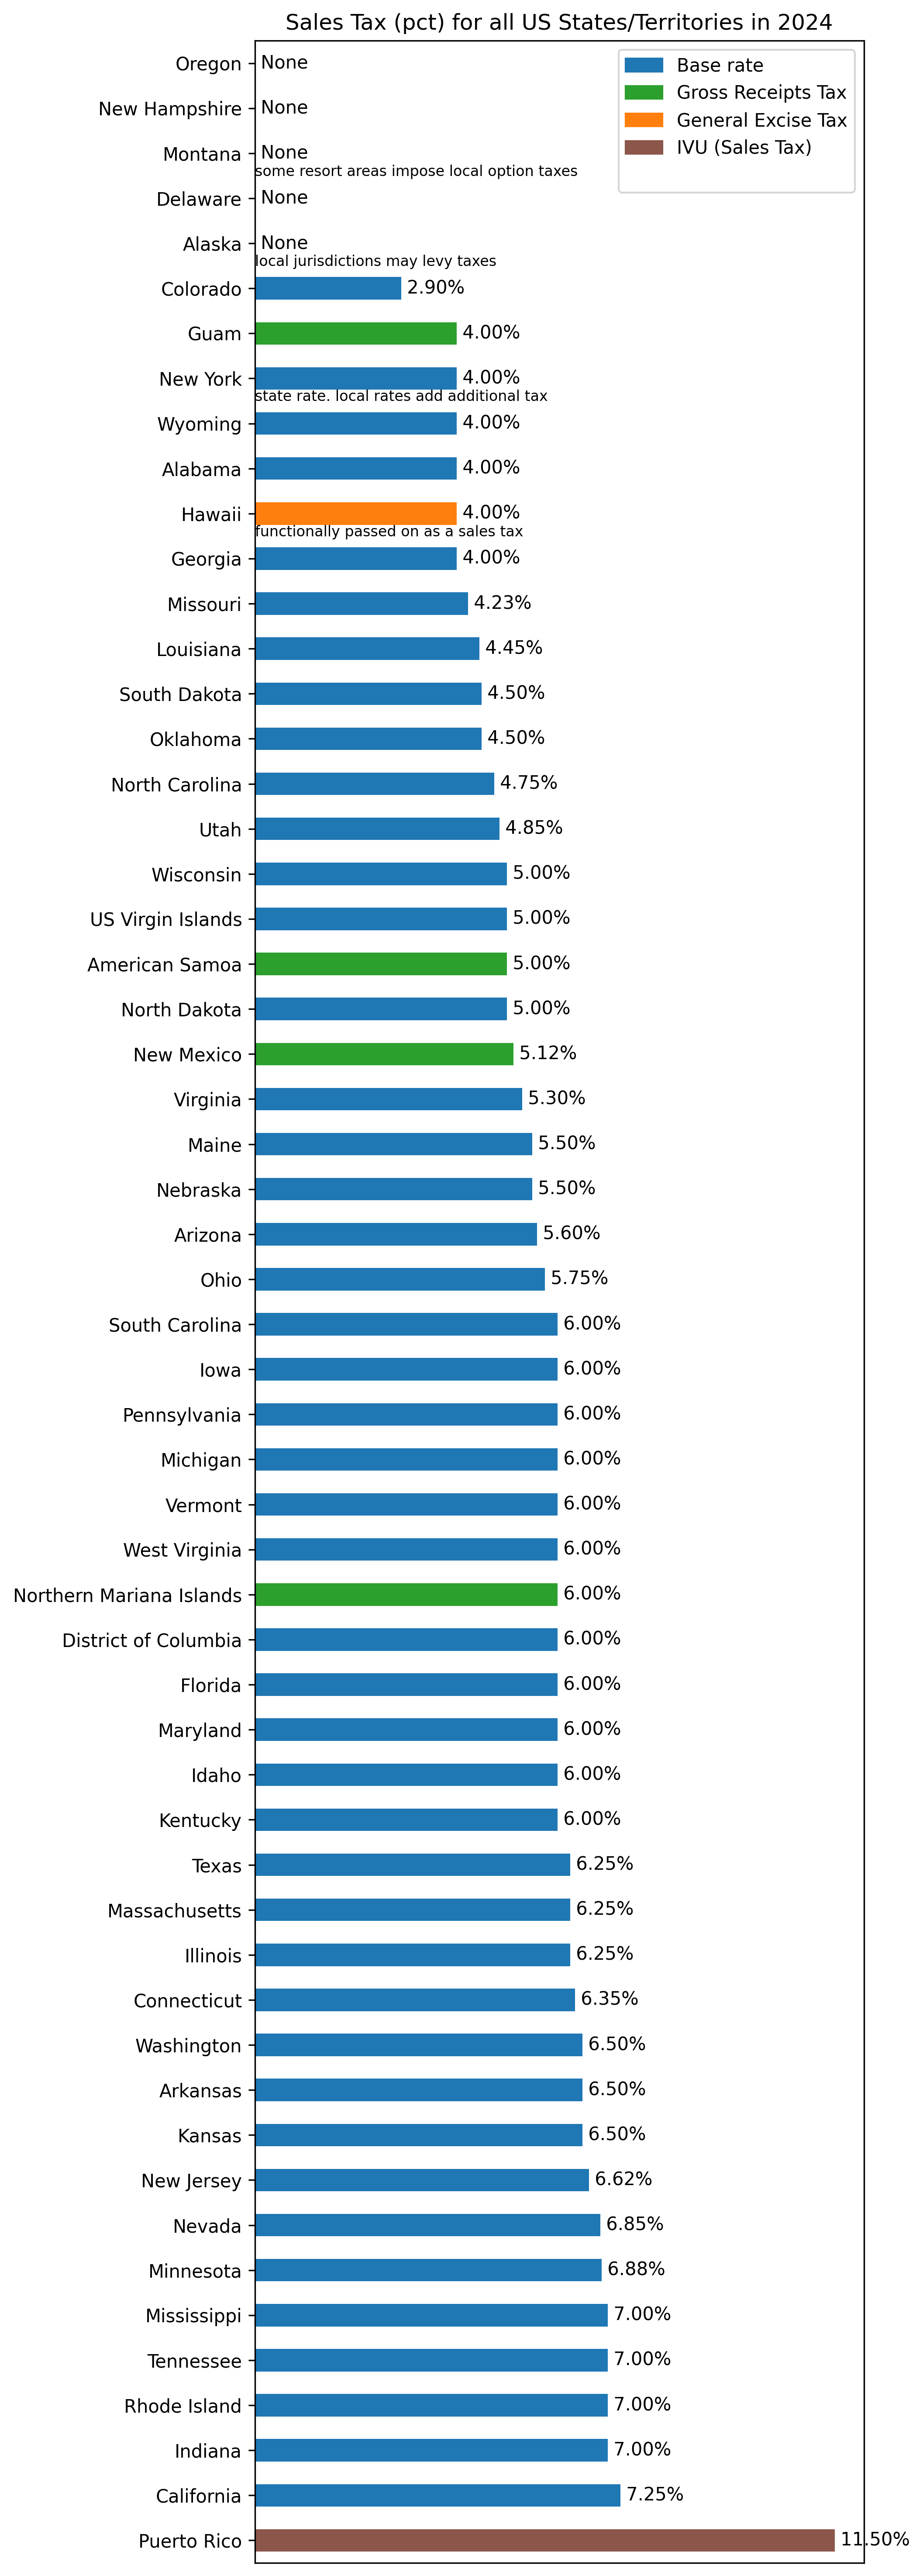 Sales Tax (pct) for all US States/Territories in 2024
Base rate
Gross Receipts Tax
General Excise Tax
IVU (Sales Tax)
Oregon None
New Hampshire None
Montana None
some resort areas impose local option taxes
Delaware None
Alaska None
local jurisdictions may levy taxes
Colorado 2.90%
Guam 4.00%
New York 4.00%
state rate. local rates add additional tax
Wyoming 4.00%
Alabama 4.00%
Hawaii 4.00%
functionally passed on as a sales tax
Georgia 4.00%
Missouri 4.23%
Louisiana 4.45%
South Dakota 4.50%
Oklahoma 4.50%
North Carolina 4.75%
Utah 4.85%
Wisconsin 5.00%
US Virgin Islands 5.00%
American Samoa 5.00%
North Dakota 5.00%
New Mexico 5.12%
Virginia 5.30%
Maine 5.50%
Nebraska 5.50%
Arizona 5.60%
Ohio 5.75%
South Carolina 6.00%
Iowa 6.00%
Pennsylvania 6.00%
Michigan 6.00%
Vermont 6.00%
West Virginia 6.00%
Northern Mariana Islands 6.00%
District of Columbia 6.00%
Florida 6.00%
Maryland 6.00%
Idaho 6.00%
Kentucky 6.00%
Texas 6.25%
Massachusetts 6.25%
Illinois 6.25%
Connecticut 6.35%
Washington 6.50%
Arkansas 6.50%
Kansas 6.50%
New Jersey 6.62%
Nevada 6.85%
Minnesota 6.88%
Mississippi 7.00%
Tennessee 7.00%
Rhode Island 7.00%
Indiana 7.00%
California 7.25%
Puerto Rico 11.50%